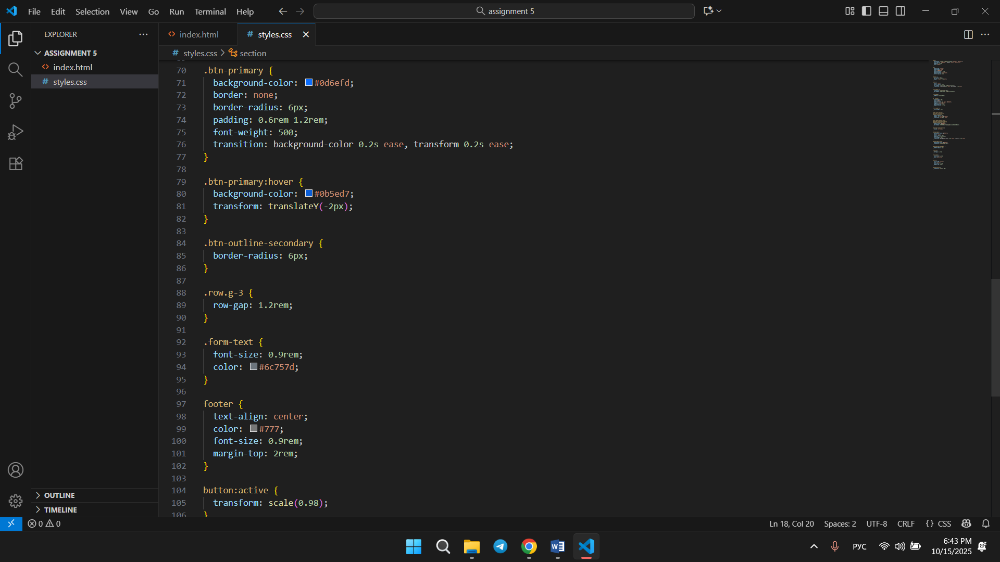 File Edit Selection View Go Run Terminal Help
assignment 5
EXPLORER
ASSIGNMENT 5
index.html
styles.css
index.html
styles.css
styles.css > section
70 .btn-primary {
71 background-color: #0d6efd;
72 border: none;
73 border-radius: 6px;
74 padding: 0.6rem 1.2rem;
75 font-weight: 500;
76 transition: background-color 0.2s ease, transform 0.2s ease;
77 }
78
79 .btn-primary:hover {
80 background-color: #0b5ed7;
81 transform: translateY(-2px);
82 }
83
84 .btn-outline-secondary {
85 border-radius: 6px;
86 }
87
88 .row.g-3 {
89 row-gap: 1.2rem;
90 }
91
92 .form-text {
93 font-size: 0.9rem;
94 color: #6c757d;
95 }
96
97 footer {
98 text-align: center;
99 color: #777;
100 font-size: 0.9rem;
101 margin-top: 2rem;
102 }
103
104 button:active {
105 transform: scale(0.98);
106 }
OUTLINE
TIMELINE
0 0
Ln 18, Col 20 Spaces: 2 UTF-8 CRLF {} CSS
РУС
6:43 PM
10/15/2025